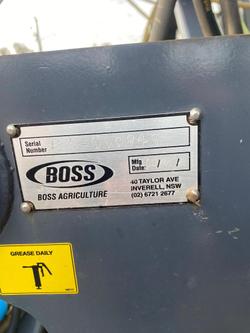 Serial
Number
BOSS
Mfg
Date: / /
BOSS AGRICULTURE
40 TAYLOR AVE
INVERELL, NSW
(02) 6721 2677
GREASE DAILY